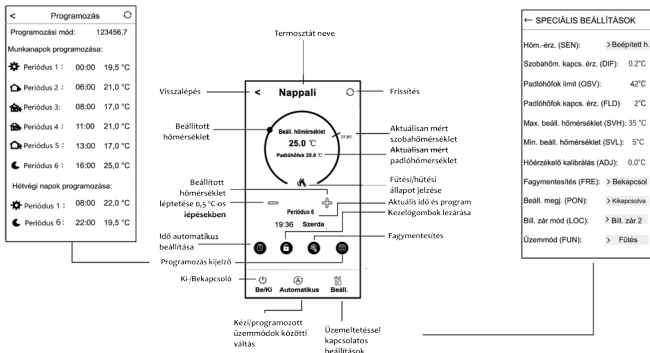 < Programozás
Programozási mód: 123456,7
Munkanapok programozása:
Periódus 1 : 00:00 19,5 °C
Periódus 2 : 06:00 21,0 °C
Periódus 3: 08:00 17,0 °C
Periódus 4 : 11:00 21,0 °C
Periódus 5 : 13:00 17,0 °C
Periódus 6 : 16:00 25,0 °C
Hétvégi napok programozása:
Periódus 1 : 08:00 22,0 °C
Periódus 6: 22:00 19,5 °C
Termosztát neve
Visszalépés
Frissítés
< Nappali
Beállított
hőmérséklet
Beáll. hőmérséklet
25.0 ℃
Padlóhőfok 25.0 ℃
27.0°C
Aktuálisan mért
szobahőmérséklet
Aktuálisan mért
padlóhőmérséklet
Fűtési/hűtési
állapot jelzése
Beállított
hőmérséklet
léptetése 0,5 °C-os
lépésekben
Periódus 6
19:36 Szerda
Aktuális idő és program
Kezelőgombok lezárása
Fagymentesítés
Idő automatikus
beállítása
Programozás kijelző
Ki-/Bekapcsoló
Be/Ki Automatikus Beáll.
Kézi/programozott
üzemmódok közötti
váltás
Üzemeltetéssel
kapcsolatos
beállítások
← SPECIÁLIS BEÁLLÍTÁSOK
Hőm.-érz. (SEN): > Beépített h.
Szobahőm. kapcs. érz. (DIF): 0.2°C
Padlóhőfok limit (OSV): 42°C
Padlóhőfok kapcs. érz. (FLD) 2°C
Max. beáll. hőmérséklet (SVH): 35 °C
Min. beáll. hőmérséklet (SVL): 5°C
Hőérzékelő kalibrálás (ADJ): 0.0°C
Fagymentesítés (FRE): > Bekapcsol
Beáll. megj. (PON): > Kikapcsolva
Bill. zár mód (LOC): > Bill. zár 2
Üzemmód (FUN): > Fűtés